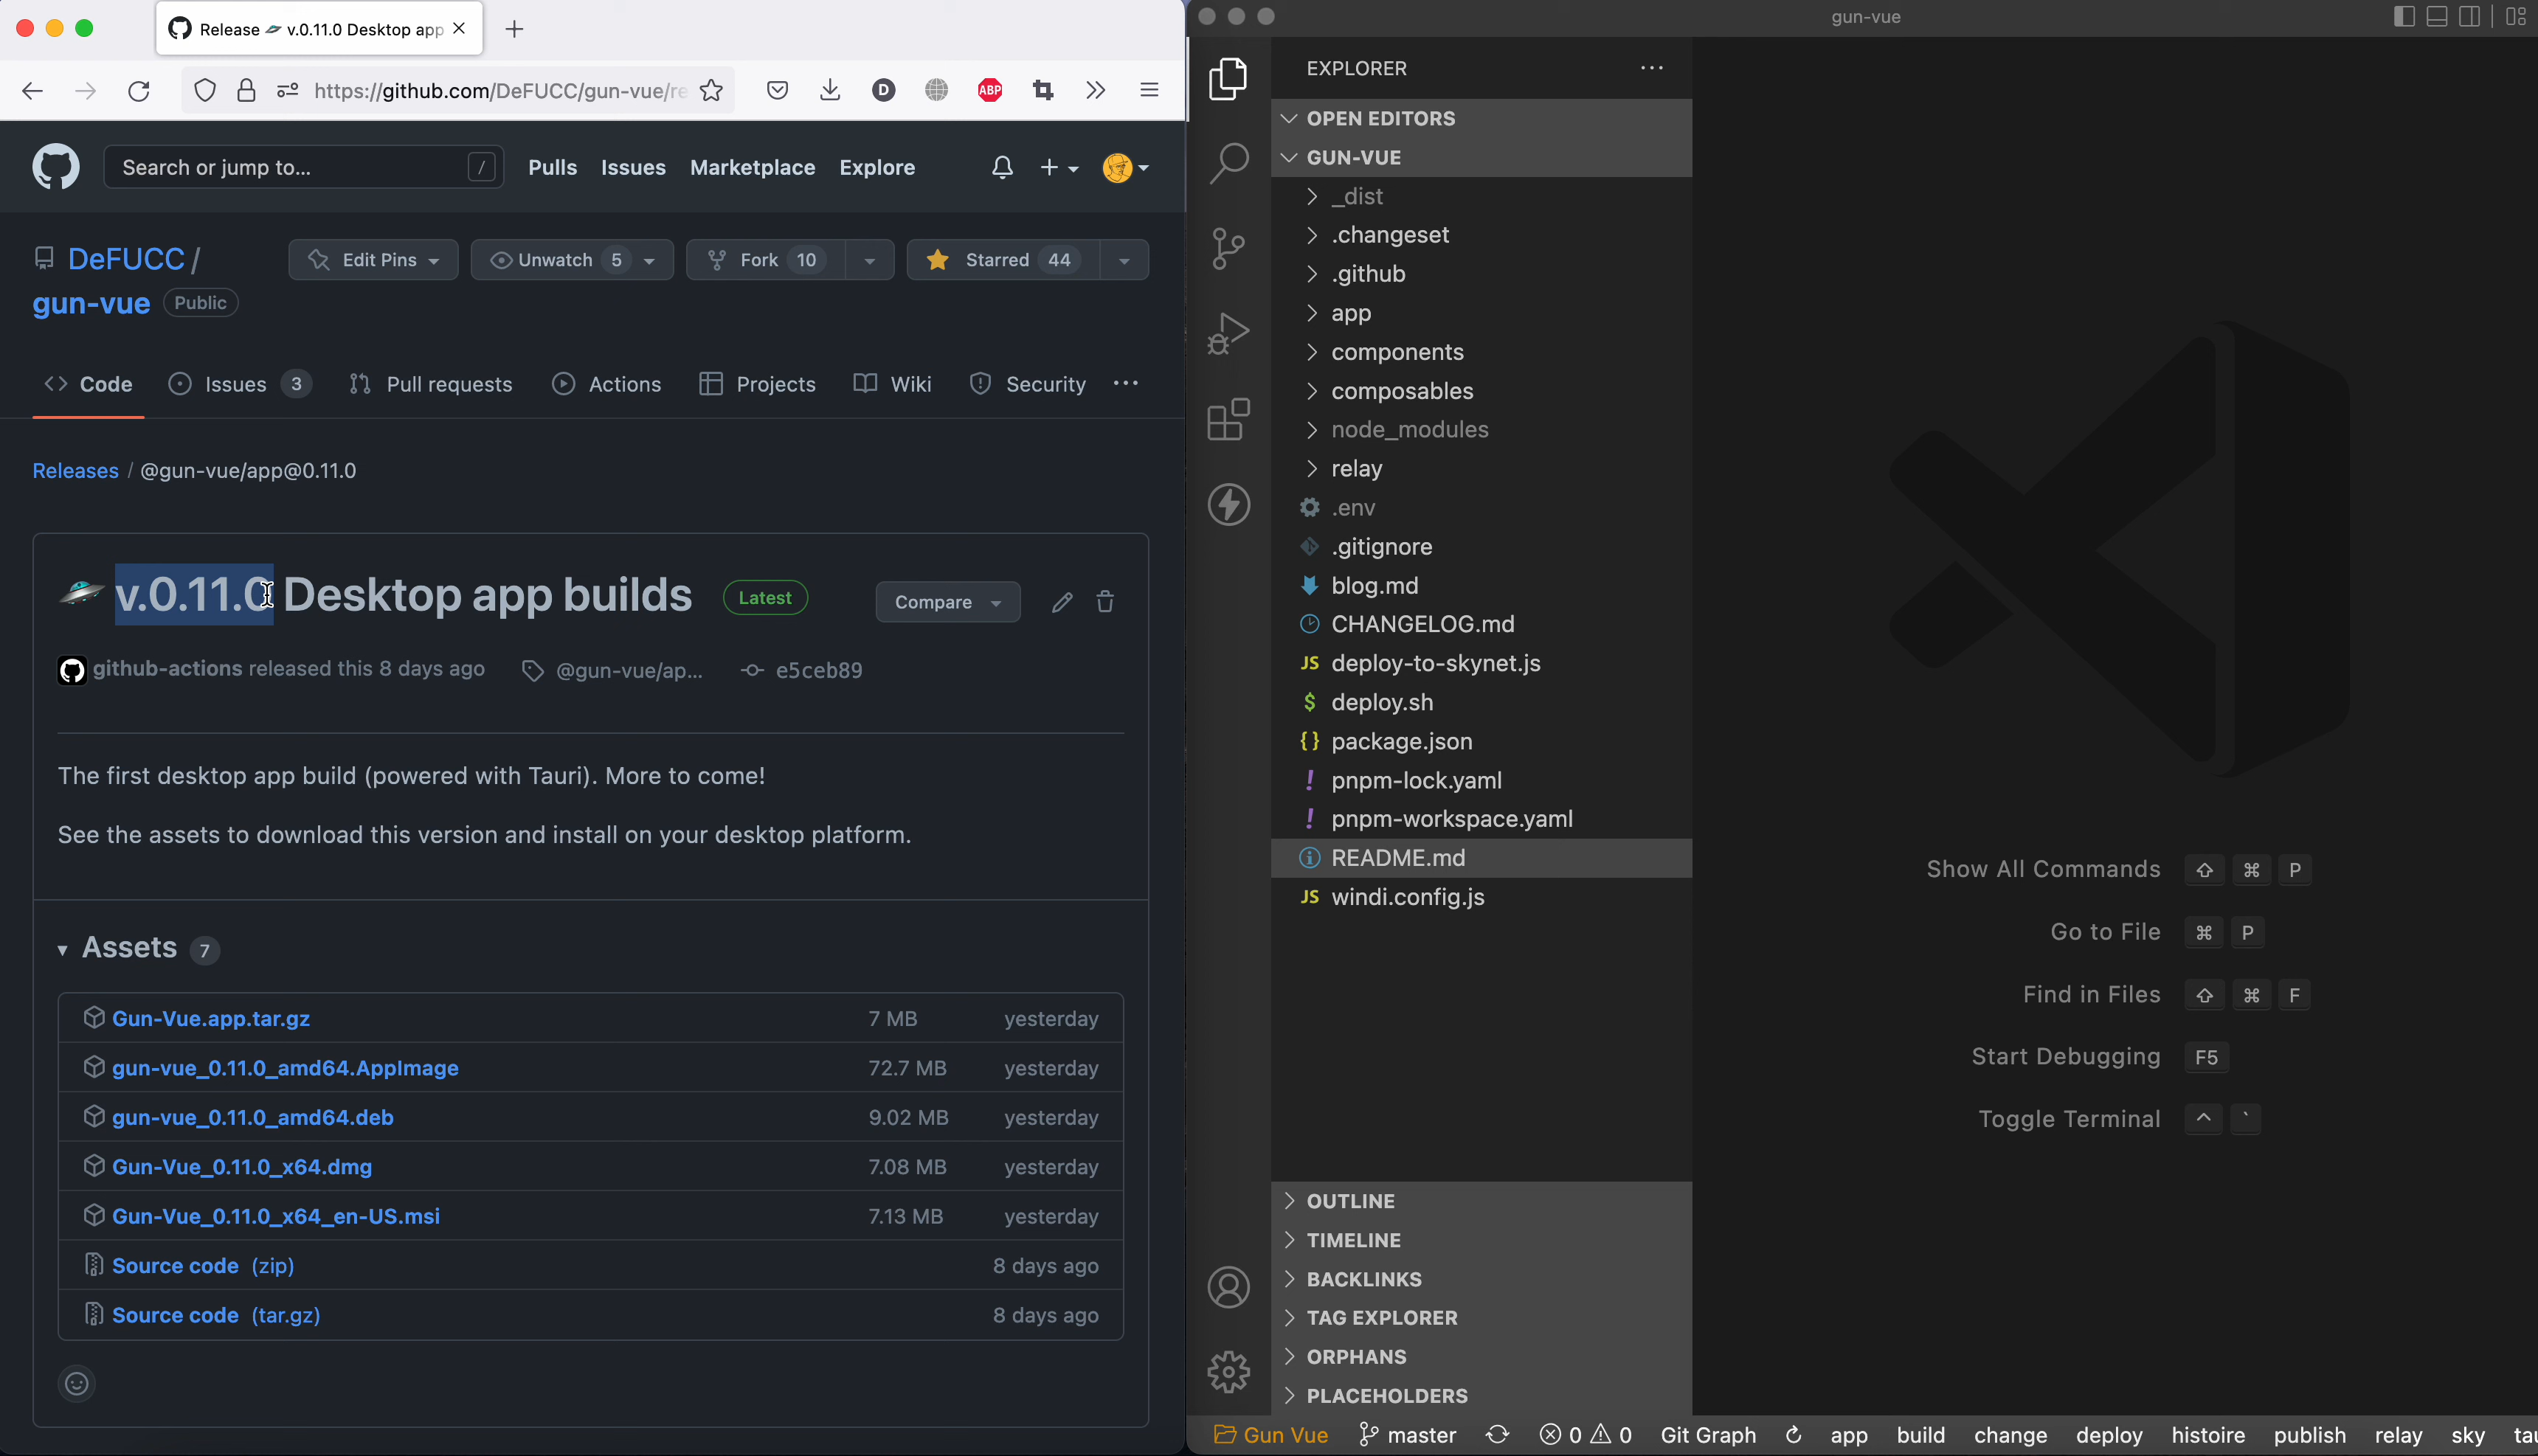 Release 🛸 v.0.11.0 Desktop app
https://github.com/DeFUCC/gun-vue/re
D
ABP
Search or jump to... /
Pulls Issues Marketplace Explore
DeFUCC /
gun-vue Public
Edit Pins
Unwatch 5
Fork 10
Starred 44
Code Issues 3 Pull requests Actions Projects Wiki Security
Releases / @gun-vue/app@0.11.0
🛸 v.0.11.0 Desktop app builds Latest Compare
github-actions released this 8 days ago @gun-vue/ap... e5ceb89
The first desktop app build (powered with Tauri). More to come!
See the assets to download this version and install on your desktop platform.
Assets 7
Gun-Vue.app.tar.gz 7 MB yesterday
gun-vue_0.11.0_amd64.AppImage 72.7 MB yesterday
gun-vue_0.11.0_amd64.deb 9.02 MB yesterday
Gun-Vue_0.11.0_x64.dmg 7.08 MB yesterday
Gun-Vue_0.11.0_x64_en-US.msi 7.13 MB yesterday
Source code (zip) 8 days ago
Source code (tar.gz) 8 days ago
gun-vue
EXPLORER
OPEN EDITORS
GUN-VUE
_dist
.changeset
.github
app
components
composables
node_modules
relay
.env
.gitignore
blog.md
CHANGELOG.md
JS deploy-to-skynet.js
$ deploy.sh
{} package.json
! pnpm-lock.yaml
! pnpm-workspace.yaml
README.md
JS windi.config.js
OUTLINE
TIMELINE
BACKLINKS
TAG EXPLORER
ORPHANS
PLACEHOLDERS
Show All Commands ⇧ ⌘ P
Go to File ⌘ P
Find in Files ⇧ ⌘ F
Start Debugging F5
Toggle Terminal ^ `
Gun Vue master 0 0 Git Graph app build change deploy histoire publish relay sky tau